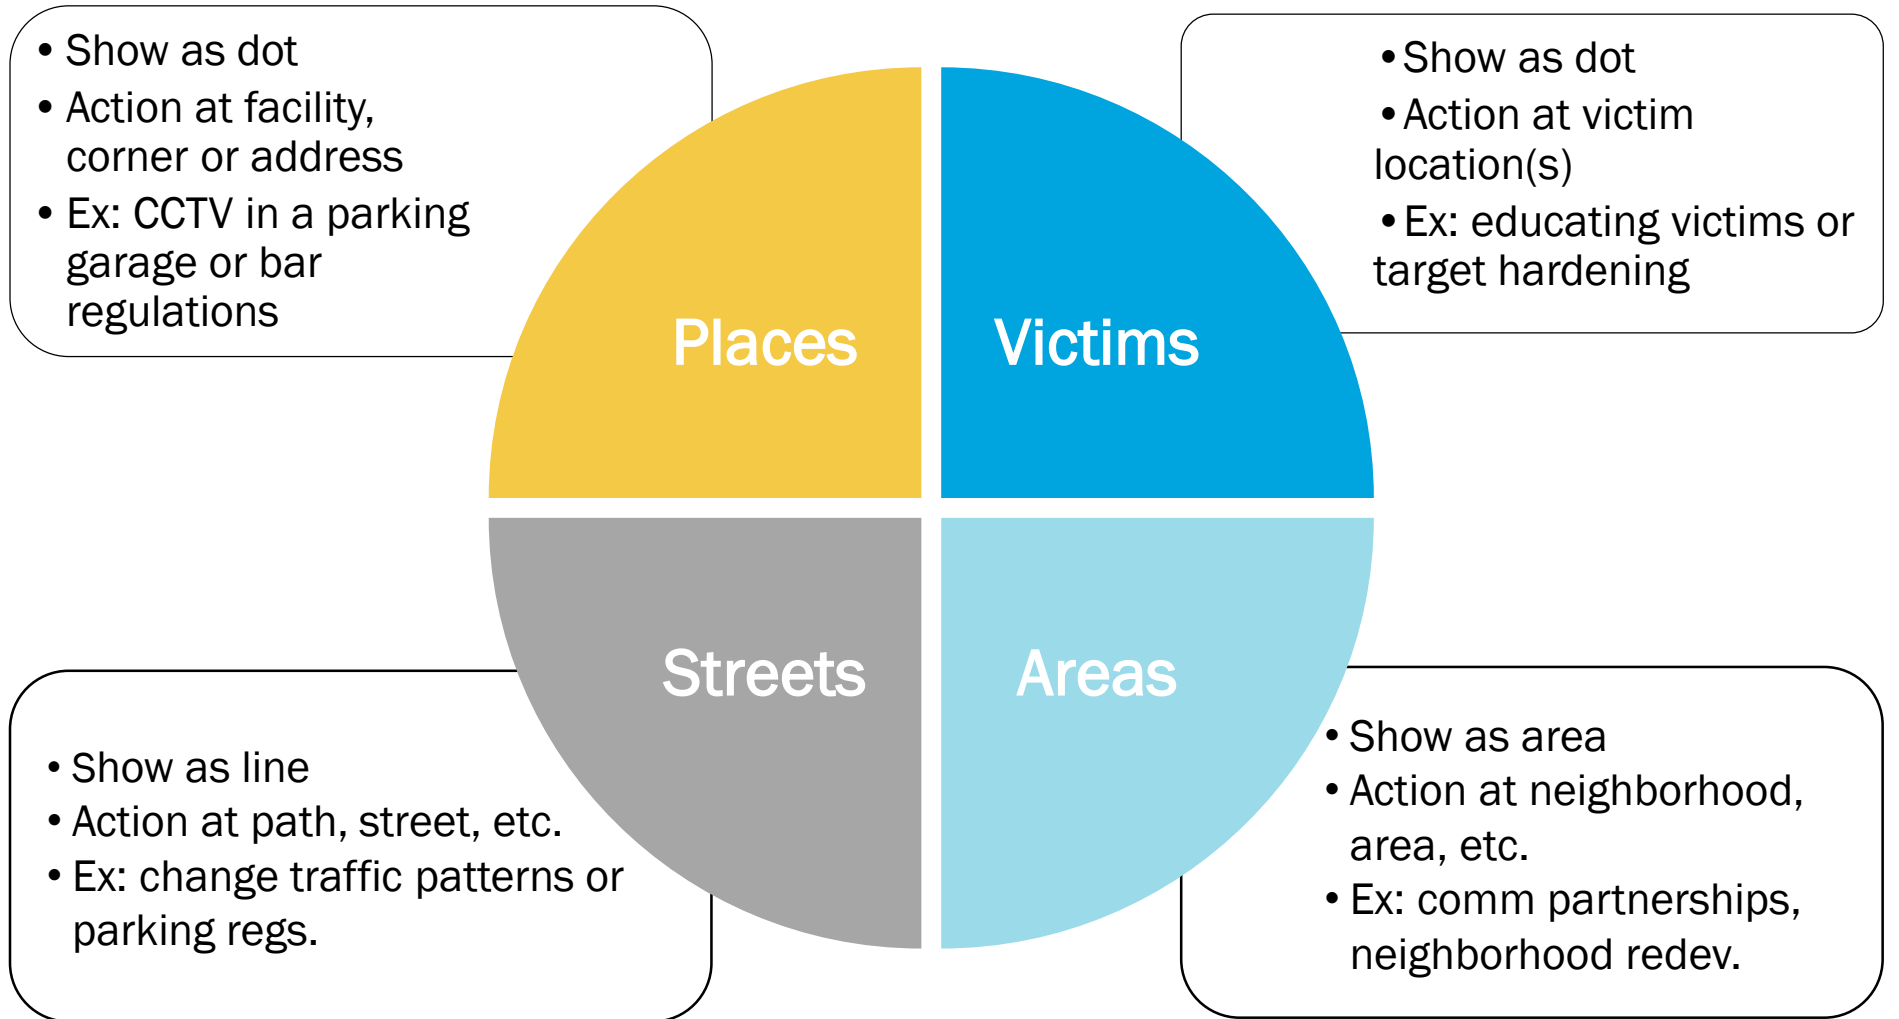 • Show as dot
• Action at facility,
corner or address
• Ex: CCTV in a parking
garage or bar
regulations
•Show as dot
•Action at victim
location(s)
•Ex: educating victims or
target hardening
Places
Victims
Streets
Areas
• Show as line
• Action at path, street, etc.
• Ex: change traffic patterns or
parking regs.
• Show as area
• Action at neighborhood,
area, etc.
• Ex: comm partnerships,
neighborhood redev.